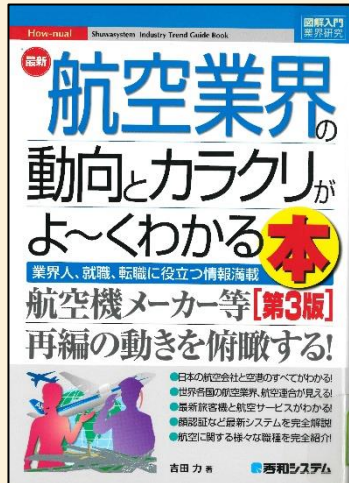 How-nual Shuwasystem Industry Trend Guide Book
図解入門
業界研究
最新
航空業界の
動向とカラクリが
よ〜くわかる本
業界人、就職、転職に役立つ情報満載
航空機メーカー等[第3版]
再編の動きを俯瞰する!
●日本の航空会社と空港のすべてがわかる!
●世界各国の航空業界、航空連合が見える!
●最新旅客機と航空サービスがわかる!
●顔認証など最新システムを完全解説!
●航空に関する様々な職種を完全紹介!
吉田 力 著
秀和システム